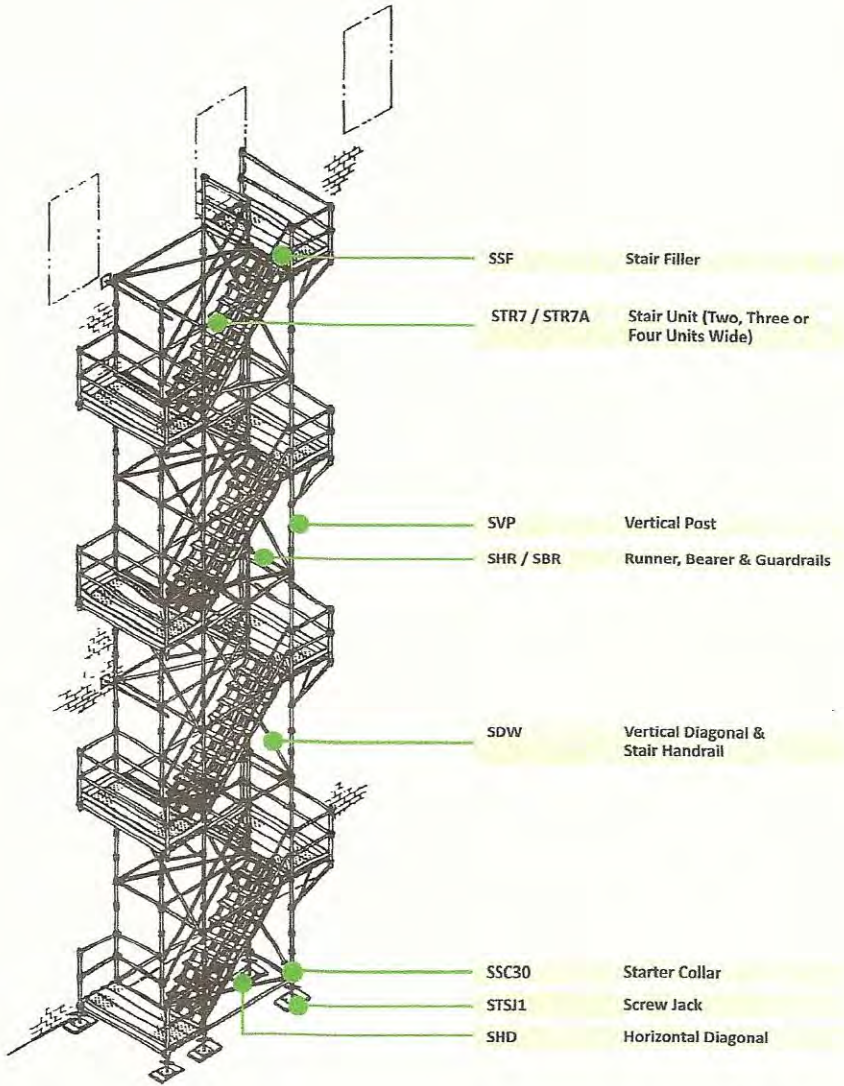 SSF Stair Filler
STR7 / STR7A Stair Unit (Two, Three or
Four Units Wide)
SVP Vertical Post
SHR / SBR Runner, Bearer & Guardrails
SDW Vertical Diagonal &
Stair Handrail
SSC30 Starter Collar
STSJ1 Screw Jack
SHD Horizontal Diagonal